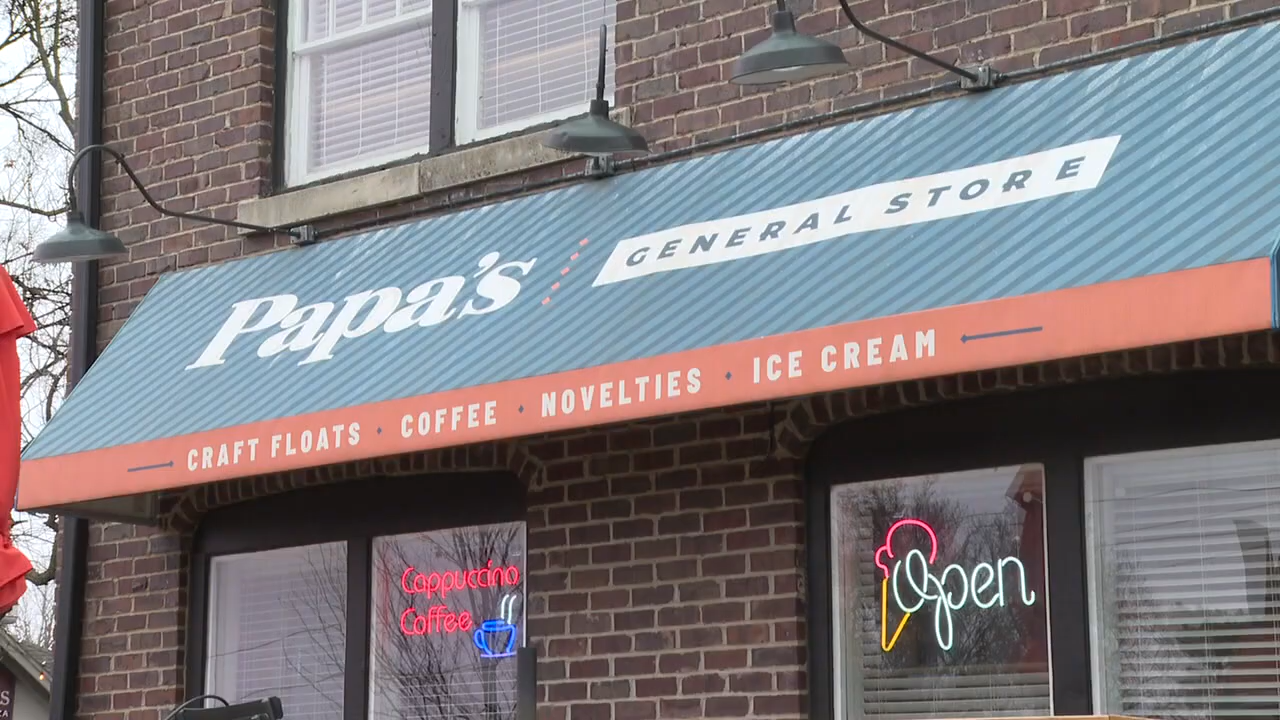 Papa's GENERAL STORE
CRAFT FLOATS · COFFEE · NOVELTIES · ICE CREAM
Cappuccino
Coffee
Open